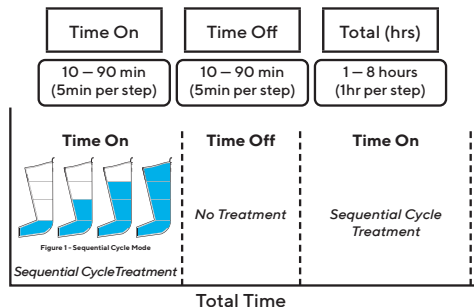 Time On
Time Off
Total (hrs)
10 – 90 min
(5min per step)
10 – 90 min
(5min per step)
1 – 8 hours
(1hr per step)
Time On
Time Off
Time On
No Treatment
Sequential Cycle
Treatment
Figure 1 - Sequential Cycle Mode
Sequential CycleTreatment
Total Time